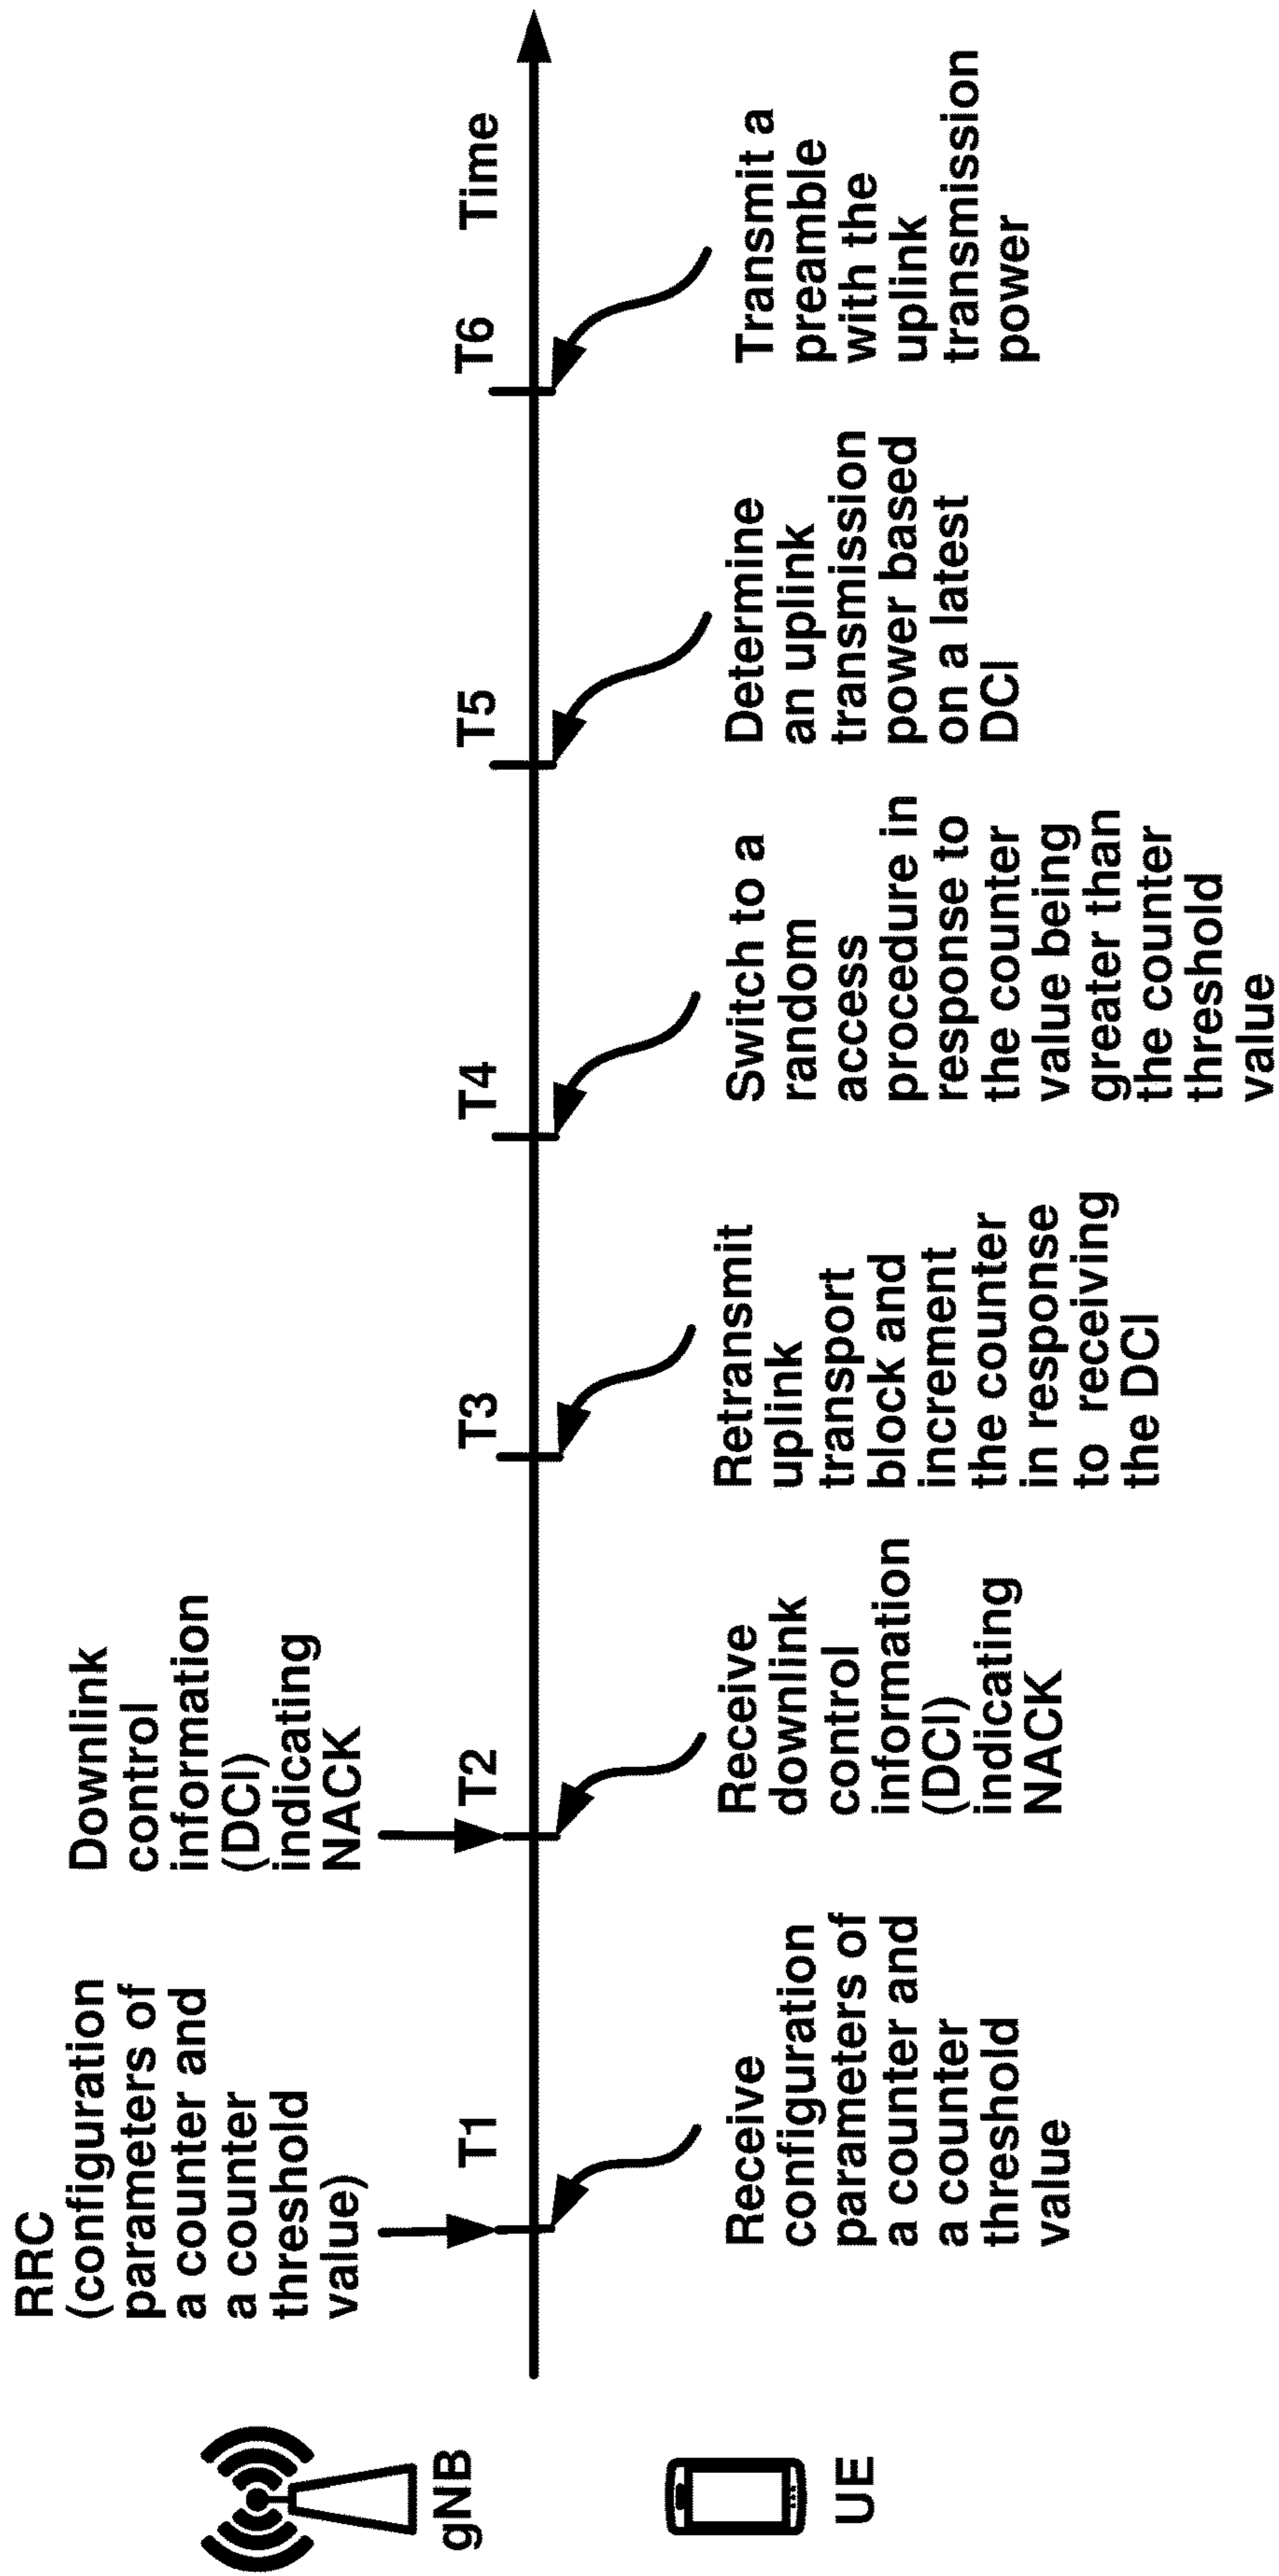 RRC
(configuration
parameters of
a counter and
a counter
threshold
value)
Downlink
control
information
(DCI)
indicating
NACK
gNB
T1
T2
T3
T4
T5
T6
Time
UE
Receive
configuration
parameters of
a counter and
a counter
threshold
value
Receive
downlink
control
information
(DCI)
indicating
NACK
Retransmit
uplink
transport
block and
increment
the counter
in response
to receiving
the DCI
Switch to a
random
access
procedure in
response to
the counter
value being
greater than
the counter
threshold
value
Determine
an uplink
transmission
power based
on a latest
DCI
Transmit a
preamble
with the
uplink
transmission
power